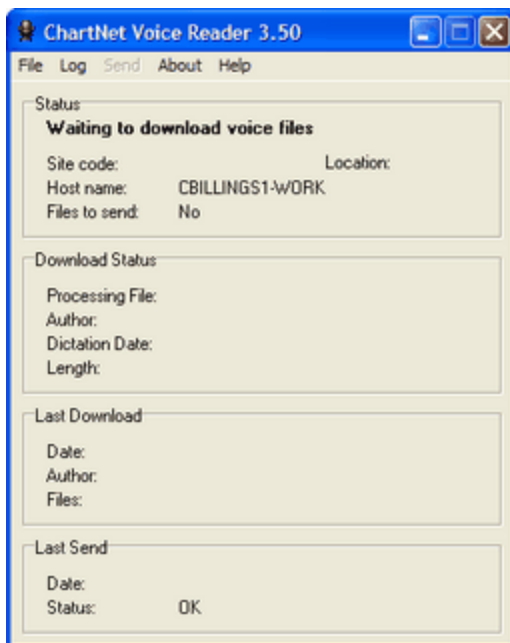 ChartNet Voice Reader 3.50
File Log Send About Help
Status
Waiting to download voice files
Site code: Location:
Host name: CBILLINGS1-WORK
Files to send: No
Download Status
Processing File:
Author:
Dictation Date:
Length:
Last Download
Date:
Author:
Files:
Last Send
Date:
Status: OK